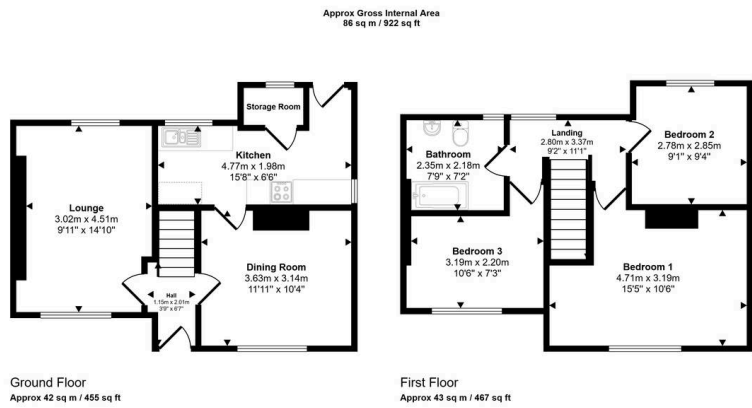 Approx Gross Internal Area
86 sq m / 922 sq ft
Storage Room
Kitchen
4.77m x 1.98m
15'8" x 6'6"
Lounge
3.02m x 4.51m
9'11" x 14'10"
Dining Room
3.63m x 3.14m
11'11" x 10'4"
Hall
1.15m x 2.01m
3'9" x 6'7"
Ground Floor
Approx 42 sq m / 455 sq ft
Landing
2.80m x 3.37m
9'2" x 11'1"
Bedroom 2
2.78m x 2.85m
9'1" x 9'4"
Bathroom
2.35m x 2.18m
7'9" x 7'2"
Bedroom 3
3.19m x 2.20m
10'6" x 7'3"
Bedroom 1
4.71m x 3.19m
15'5" x 10'6"
First Floor
Approx 43 sq m / 467 sq ft